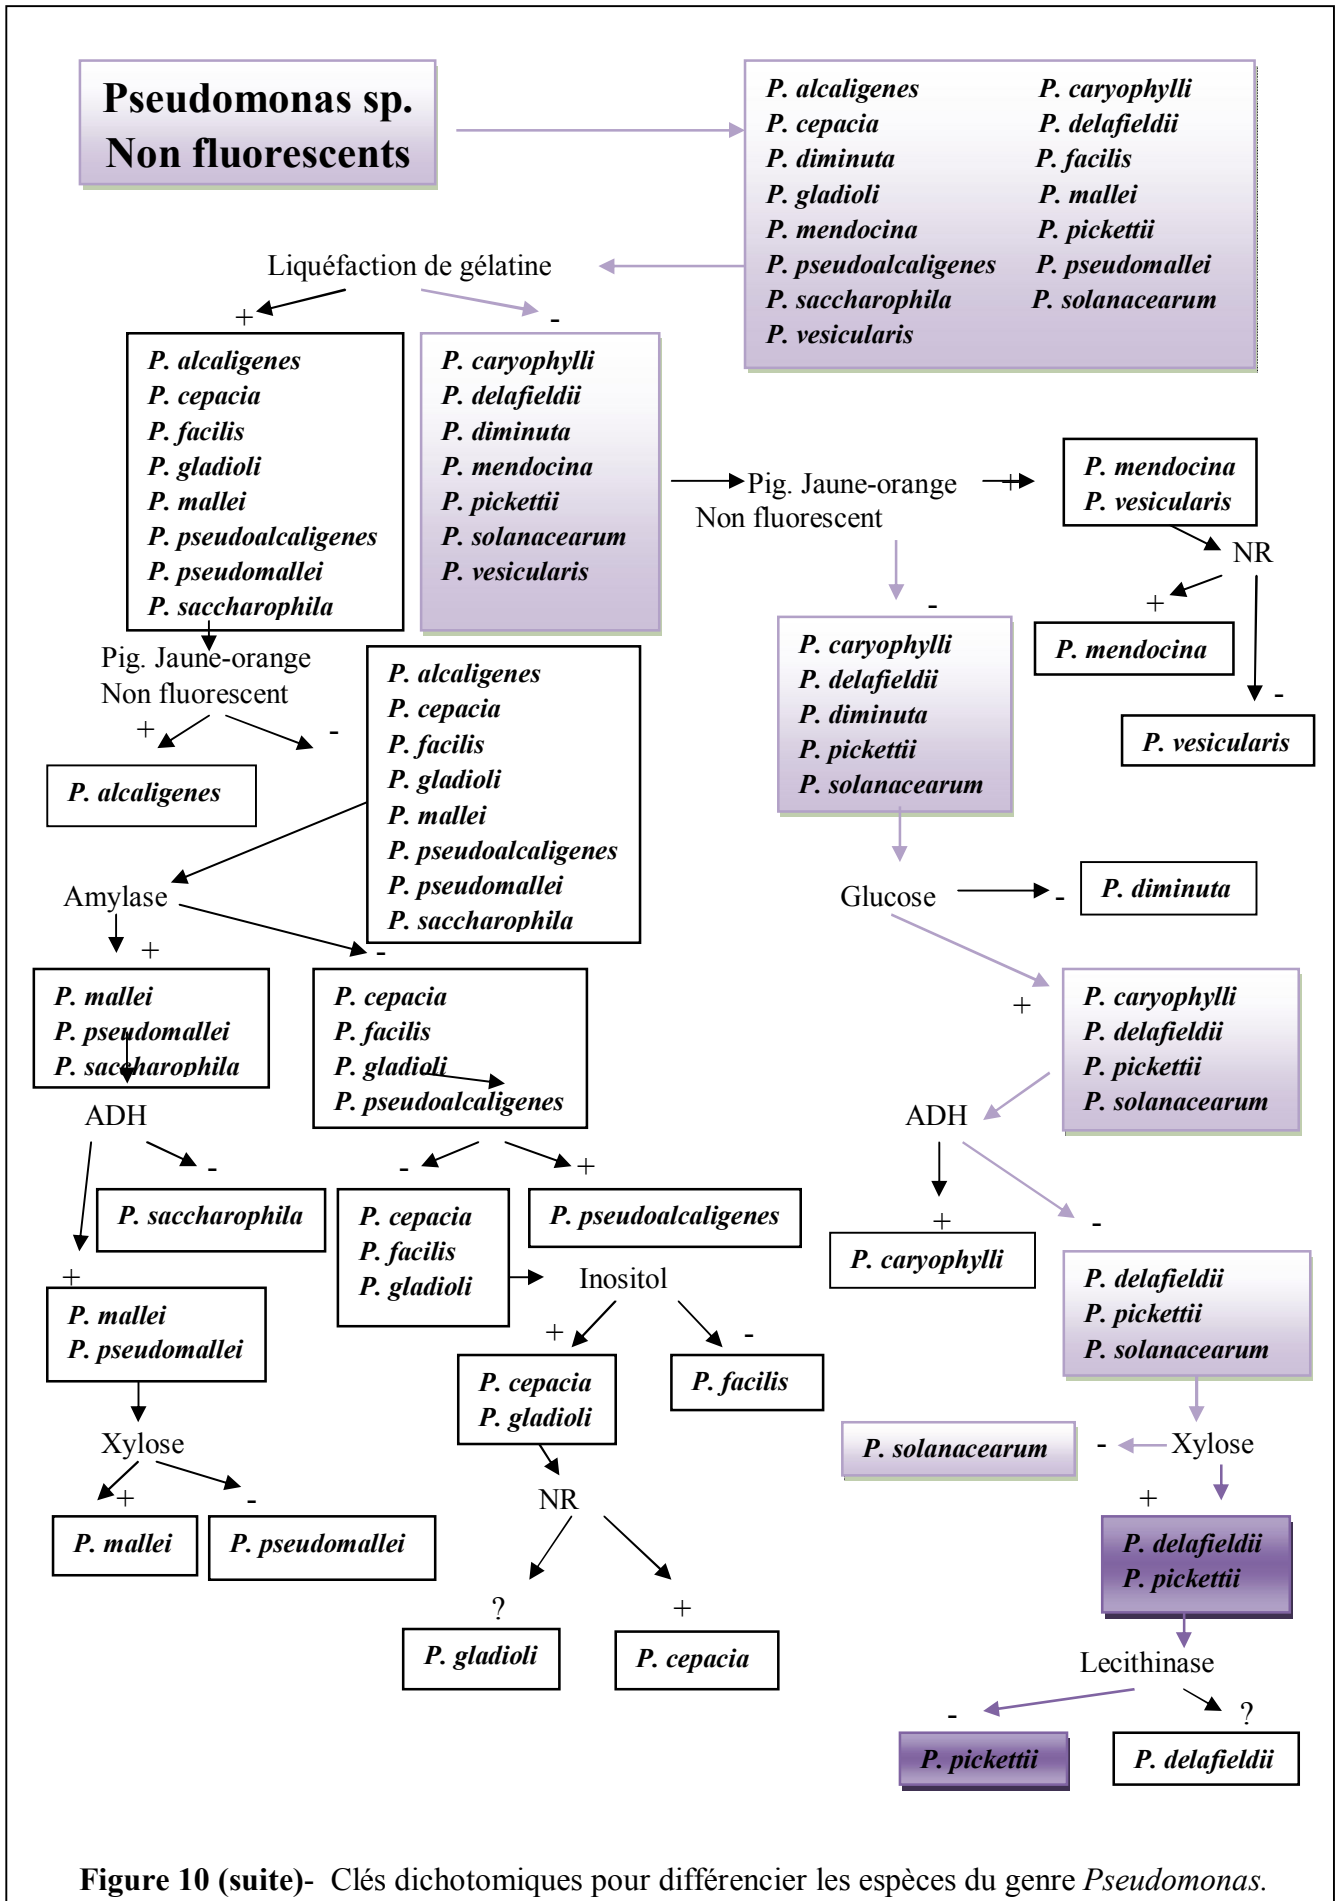 Pseudomonas sp.
Non fluorescents
P. alcaligenes P. caryophylli
P. cepacia P. delafieldii
P. diminuta P. facilis
P. gladioli P. mallei
P. mendocina P. pickettii
P. pseudoalcaligenes P. pseudomallei
P. saccharophila P. solanacearum
P. vesicularis
Liquéfaction de gélatine
+
-
P. alcaligenes
P. cepacia
P. facilis
P. gladioli
P. mallei
P. pseudoalcaligenes
P. pseudomallei
P. saccharophila
P. caryophylli
P. delafieldii
P. diminuta
P. mendocina
P. pickettii
P. solanacearum
P. vesicularis
Pig. Jaune-orange
Non fluorescent
+
P. mendocina
P. vesicularis
NR
+
P. mendocina
-
P. vesicularis
-
P. caryophylli
P. delafieldii
P. diminuta
P. pickettii
P. solanacearum
Pig. Jaune-orange
Non fluorescent
+
-
P. alcaligenes
P. alcaligenes
P. cepacia
P. facilis
P. gladioli
P. mallei
P. pseudoalcaligenes
P. pseudomallei
P. saccharophila
Amylase
+
-
P. mallei
P. pseudomallei
P. saccharophila
P. cepacia
P. facilis
P. gladioli
P. pseudoalcaligenes
Glucose
-
P. diminuta
+
P. caryophylli
P. delafieldii
P. pickettii
P. solanacearum
ADH
-
P. saccharophila
+
P. mallei
P. pseudomallei
-
+
P. cepacia
P. facilis
P. gladioli
P. pseudoalcaligenes
Inositol
+
-
P. cepacia
P. gladioli
P. facilis
ADH
+
P. caryophylli
-
P. delafieldii
P. pickettii
P. solanacearum
Xylose
+
-
P. mallei
P. pseudomallei
NR
?
+
P. gladioli
P. cepacia
P. solanacearum
-
Xylose
+
P. delafieldii
P. pickettii
Lecithinase
-
?
P. pickettii
P. delafieldii
Figure 10 (suite)- Clés dichotomiques pour différencier les espèces du genre Pseudomonas.